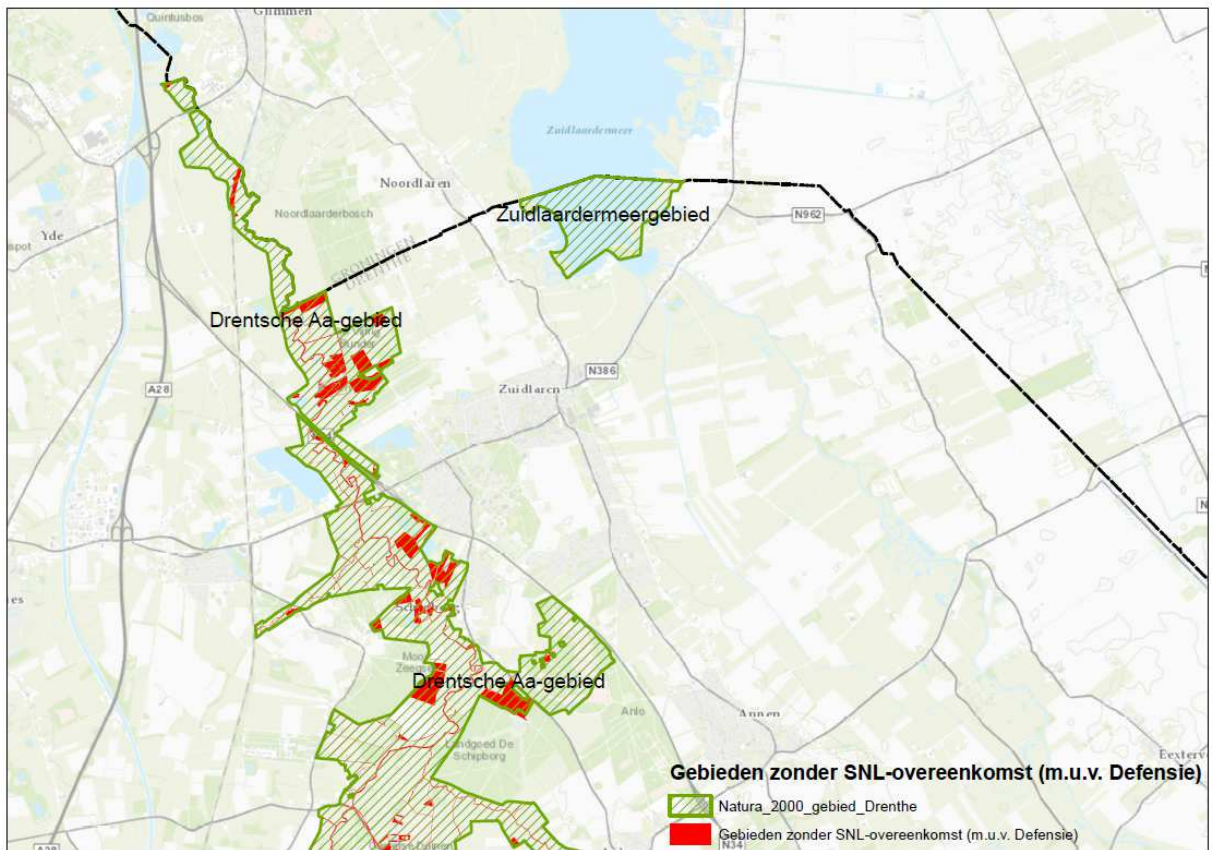 Quintusbos
Glimmen
Zuidlaardermeer
Noordlaren
Noordlaarderbosch
N962
Zuidlaardermeergebied
Yde
GRONINGEN
DRENTHE
Drentsche Aa-gebied
N386
A28
Zuidlaren
Drentsche Aa-gebied
Anlo
Annen
Landgoed De
Schipborg
Gebieden zonder SNL-overeenkomst (m.u.v. Defensie)
Natura_2000_gebied_Drenthe
Gebieden zonder SNL-overeenkomst (m.u.v. Defensie)
A28
N34